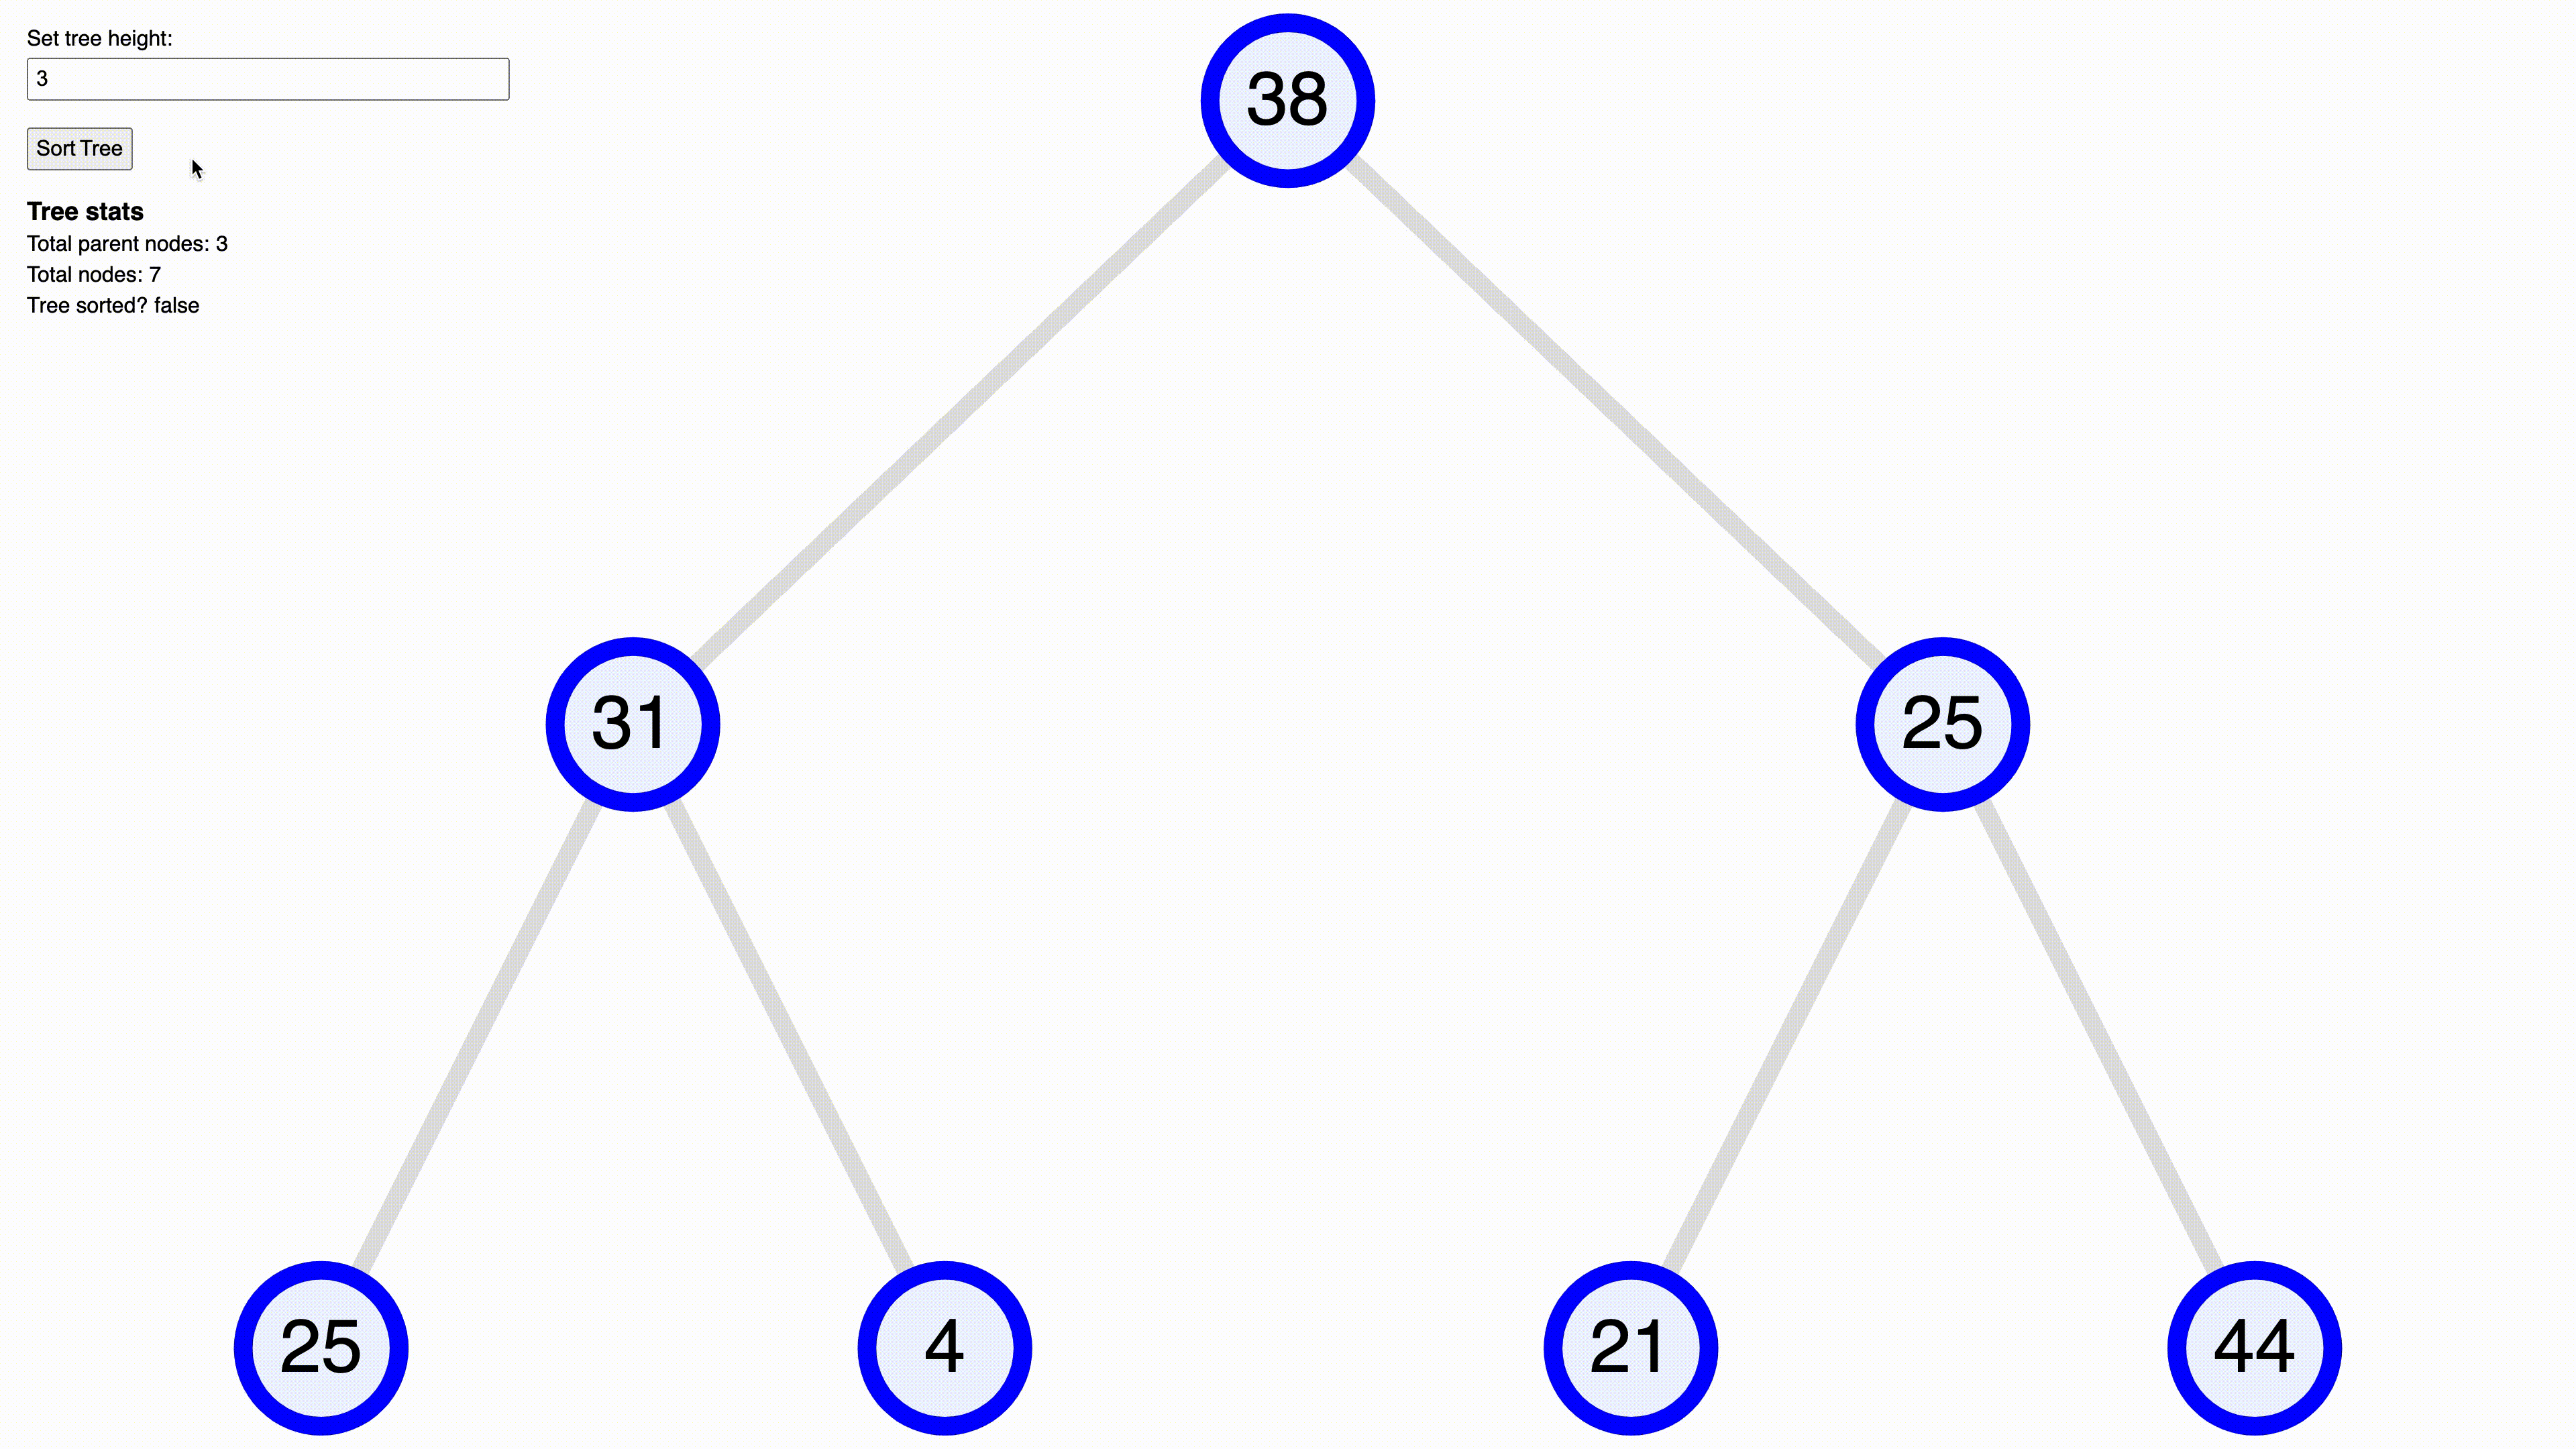 Set tree height:
3
Sort Tree
Tree stats
Total parent nodes: 3
Total nodes: 7
Tree sorted? false
38
31
25
25
4
21
44